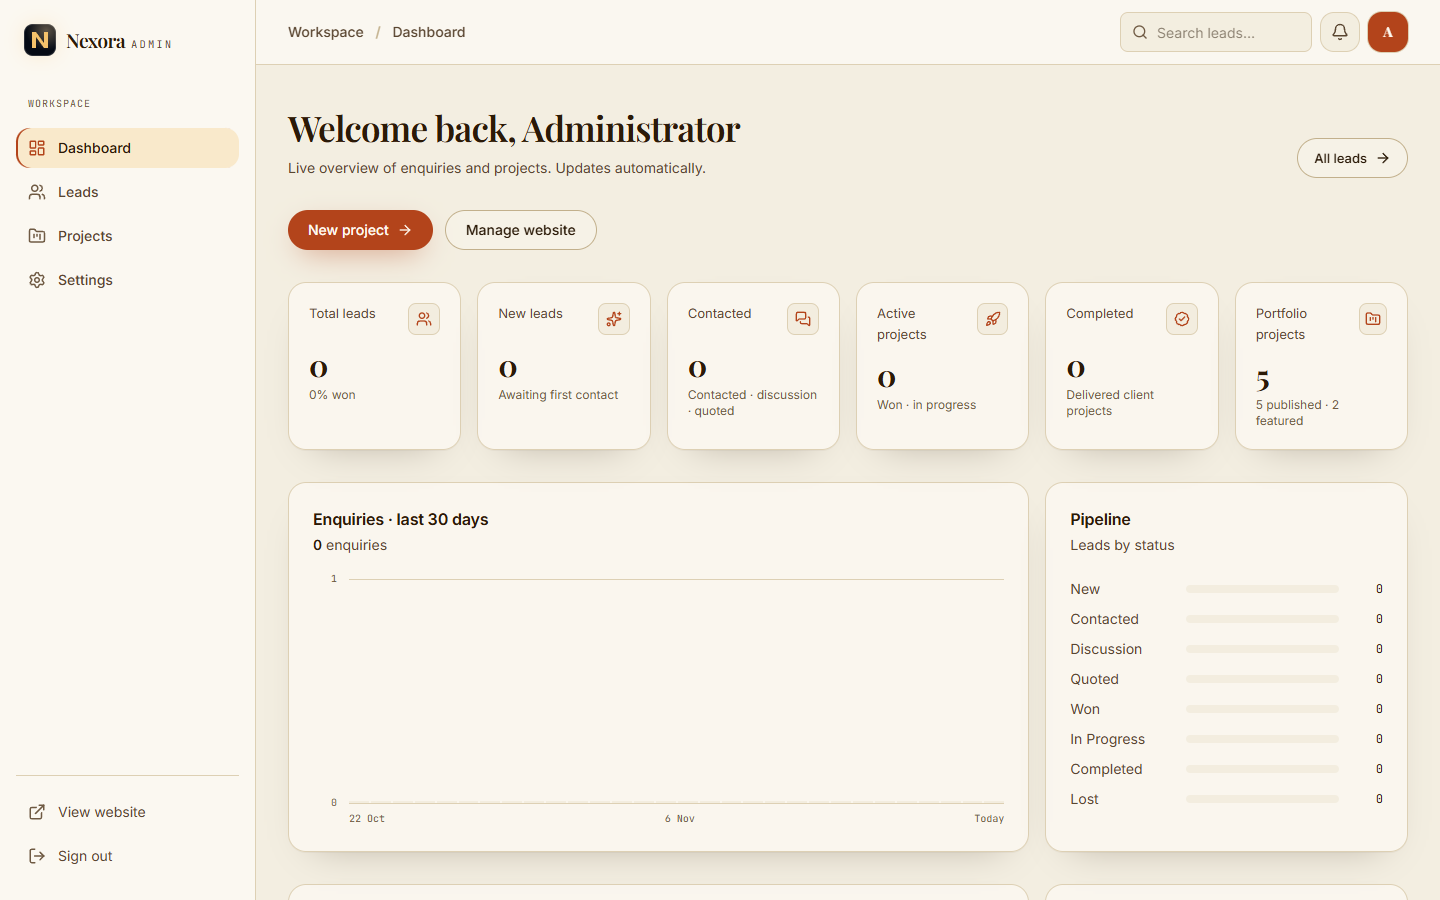 N
Nexora ADMIN
WORKSPACE
Dashboard
Leads
Projects
Settings
View website
Sign out
Workspace / Dashboard
Search leads...
A
Welcome back, Administrator
Live overview of enquiries and projects. Updates automatically.
All leads
New project
Manage website
Total leads
0
0% won
New leads
0
Awaiting first contact
Contacted
0
Contacted · discussion
· quoted
Active
projects
0
Won · in progress
Completed
0
Delivered client
projects
Portfolio
projects
5
5 published · 2
featured
Enquiries · last 30 days
0 enquiries
1
0
22 Oct
6 Nov
Today
Pipeline
Leads by status
New 0
Contacted 0
Discussion 0
Quoted 0
Won 0
In Progress 0
Completed 0
Lost 0